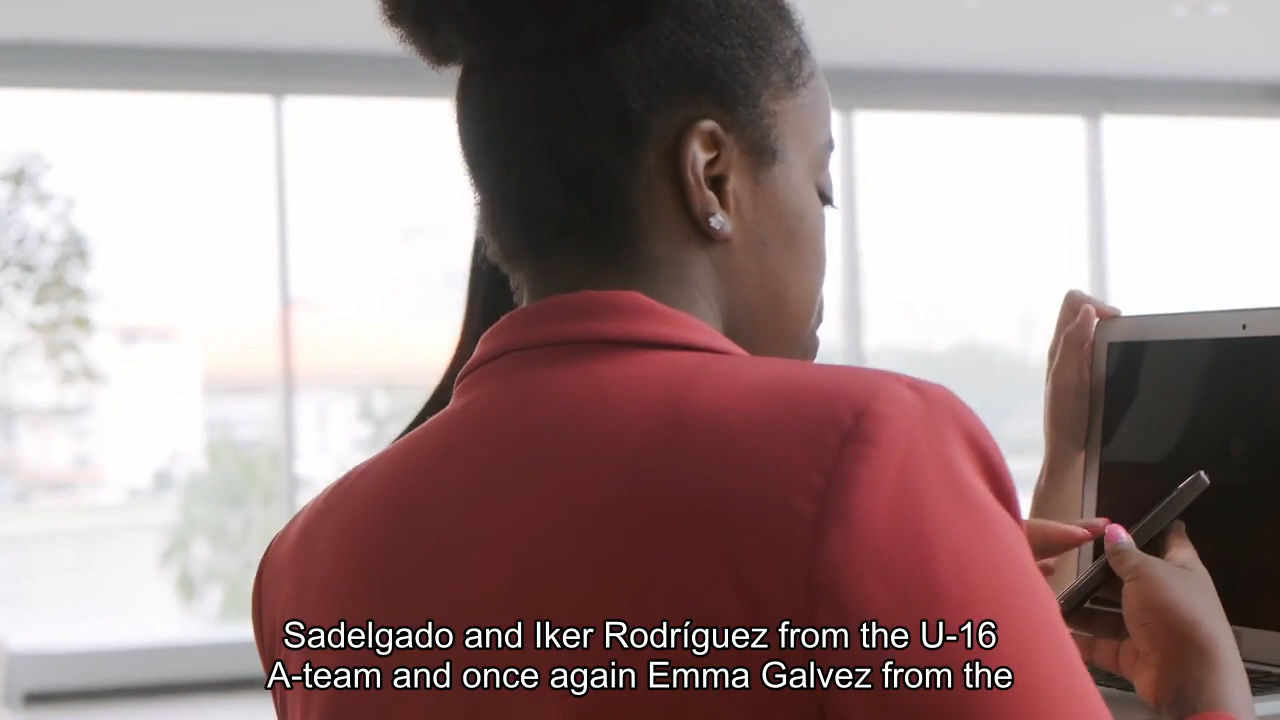 Sadelgado and Iker Rodríguez from the U-16
A-team and once again Emma Galvez from the